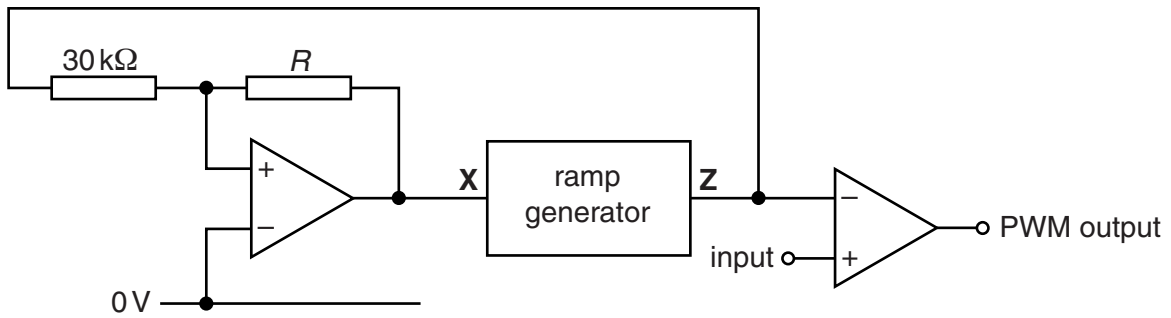 30 kΩ
R
+
−
X
ramp
generator
Z
−
+
input
PWM output
0 V